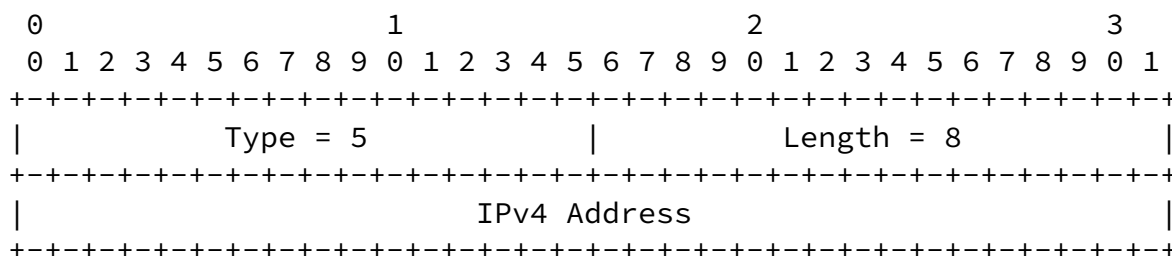 0                   1                   2                   3
 0 1 2 3 4 5 6 7 8 9 0 1 2 3 4 5 6 7 8 9 0 1 2 3 4 5 6 7 8 9 0 1
+-+-+-+-+-+-+-+-+-+-+-+-+-+-+-+-+-+-+-+-+-+-+-+-+-+-+-+-+-+-+-+-+
|           Type = 5            |          Length = 8           |
+-+-+-+-+-+-+-+-+-+-+-+-+-+-+-+-+-+-+-+-+-+-+-+-+-+-+-+-+-+-+-+-+
|                         IPv4 Address                          |
+-+-+-+-+-+-+-+-+-+-+-+-+-+-+-+-+-+-+-+-+-+-+-+-+-+-+-+-+-+-+-+-+